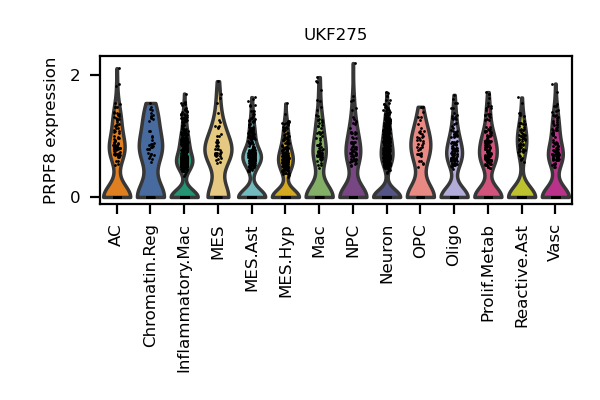 UKF275
PRPF8 expression
2
0
AC
Chromatin.Reg
Inflammatory.Mac
MES
MES.Ast
MES.Hyp
Mac
NPC
Neuron
OPC
Oligo
Prolif.Metab
Reactive.Ast
Vasc